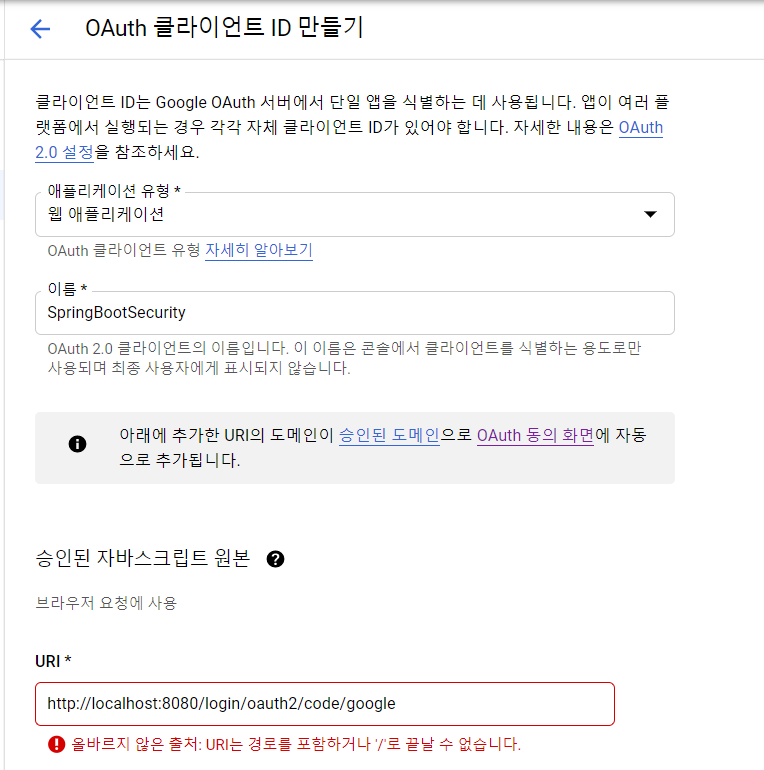 OAuth 클라이언트 ID 만들기
클라이언트 ID는 Google OAuth 서버에서 단일 앱을 식별하는 데 사용됩니다. 앱이 여러 플
랫폼에서 실행되는 경우 각각 자체 클라이언트 ID가 있어야 합니다. 자세한 내용은 OAuth
2.0 설정을 참조하세요.
애플리케이션 유형 *
웹 애플리케이션
OAuth 클라이언트 유형 자세히 알아보기
이름 *
SpringBootSecurity
OAuth 2.0 클라이언트의 이름입니다. 이 이름은 콘솔에서 클라이언트를 식별하는 용도로만
사용되며 최종 사용자에게 표시되지 않습니다.
아래에 추가한 URI의 도메인이 승인된 도메인으로 OAuth 동의 화면에 자동
으로 추가됩니다.
승인된 자바스크립트 원본
브라우저 요청에 사용
URI *
http://localhost:8080/login/oauth2/code/google
올바르지 않은 출처: URI는 경로를 포함하거나 '/'로 끝날 수 없습니다.